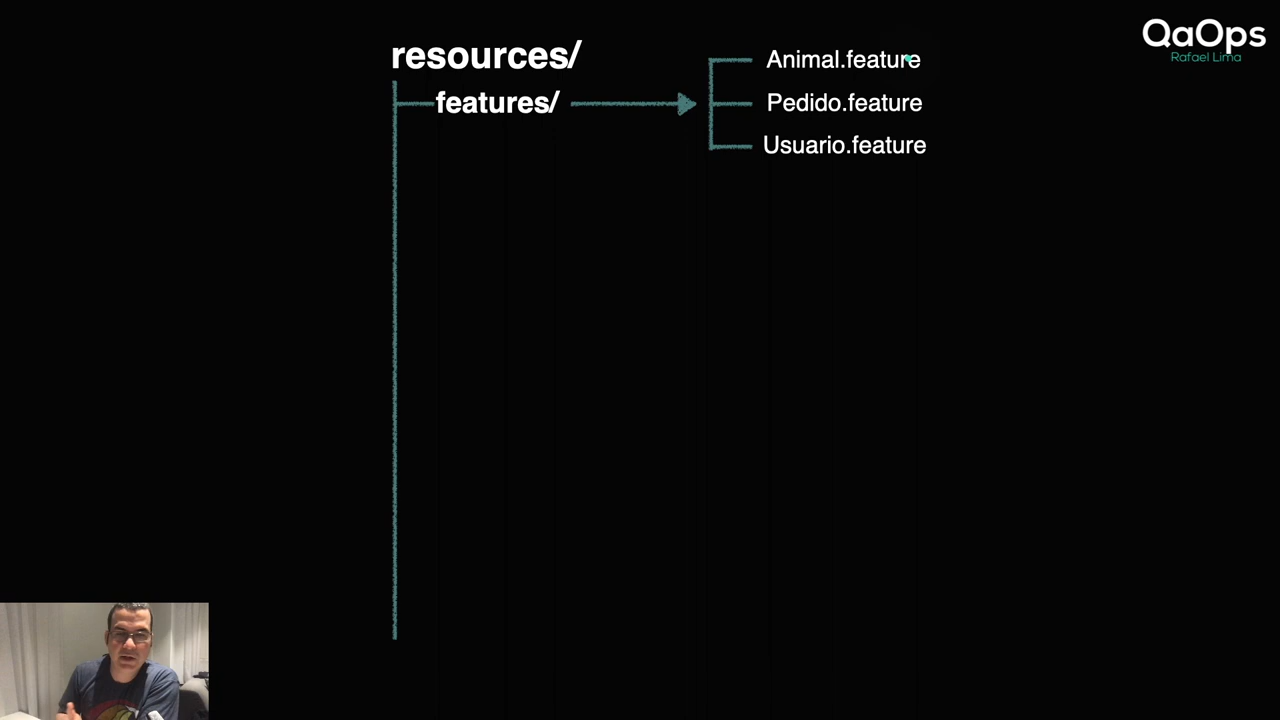 QaOps
Rafael Lima
resources/
features/
Animal.feature
Pedido.feature
Usuario.feature